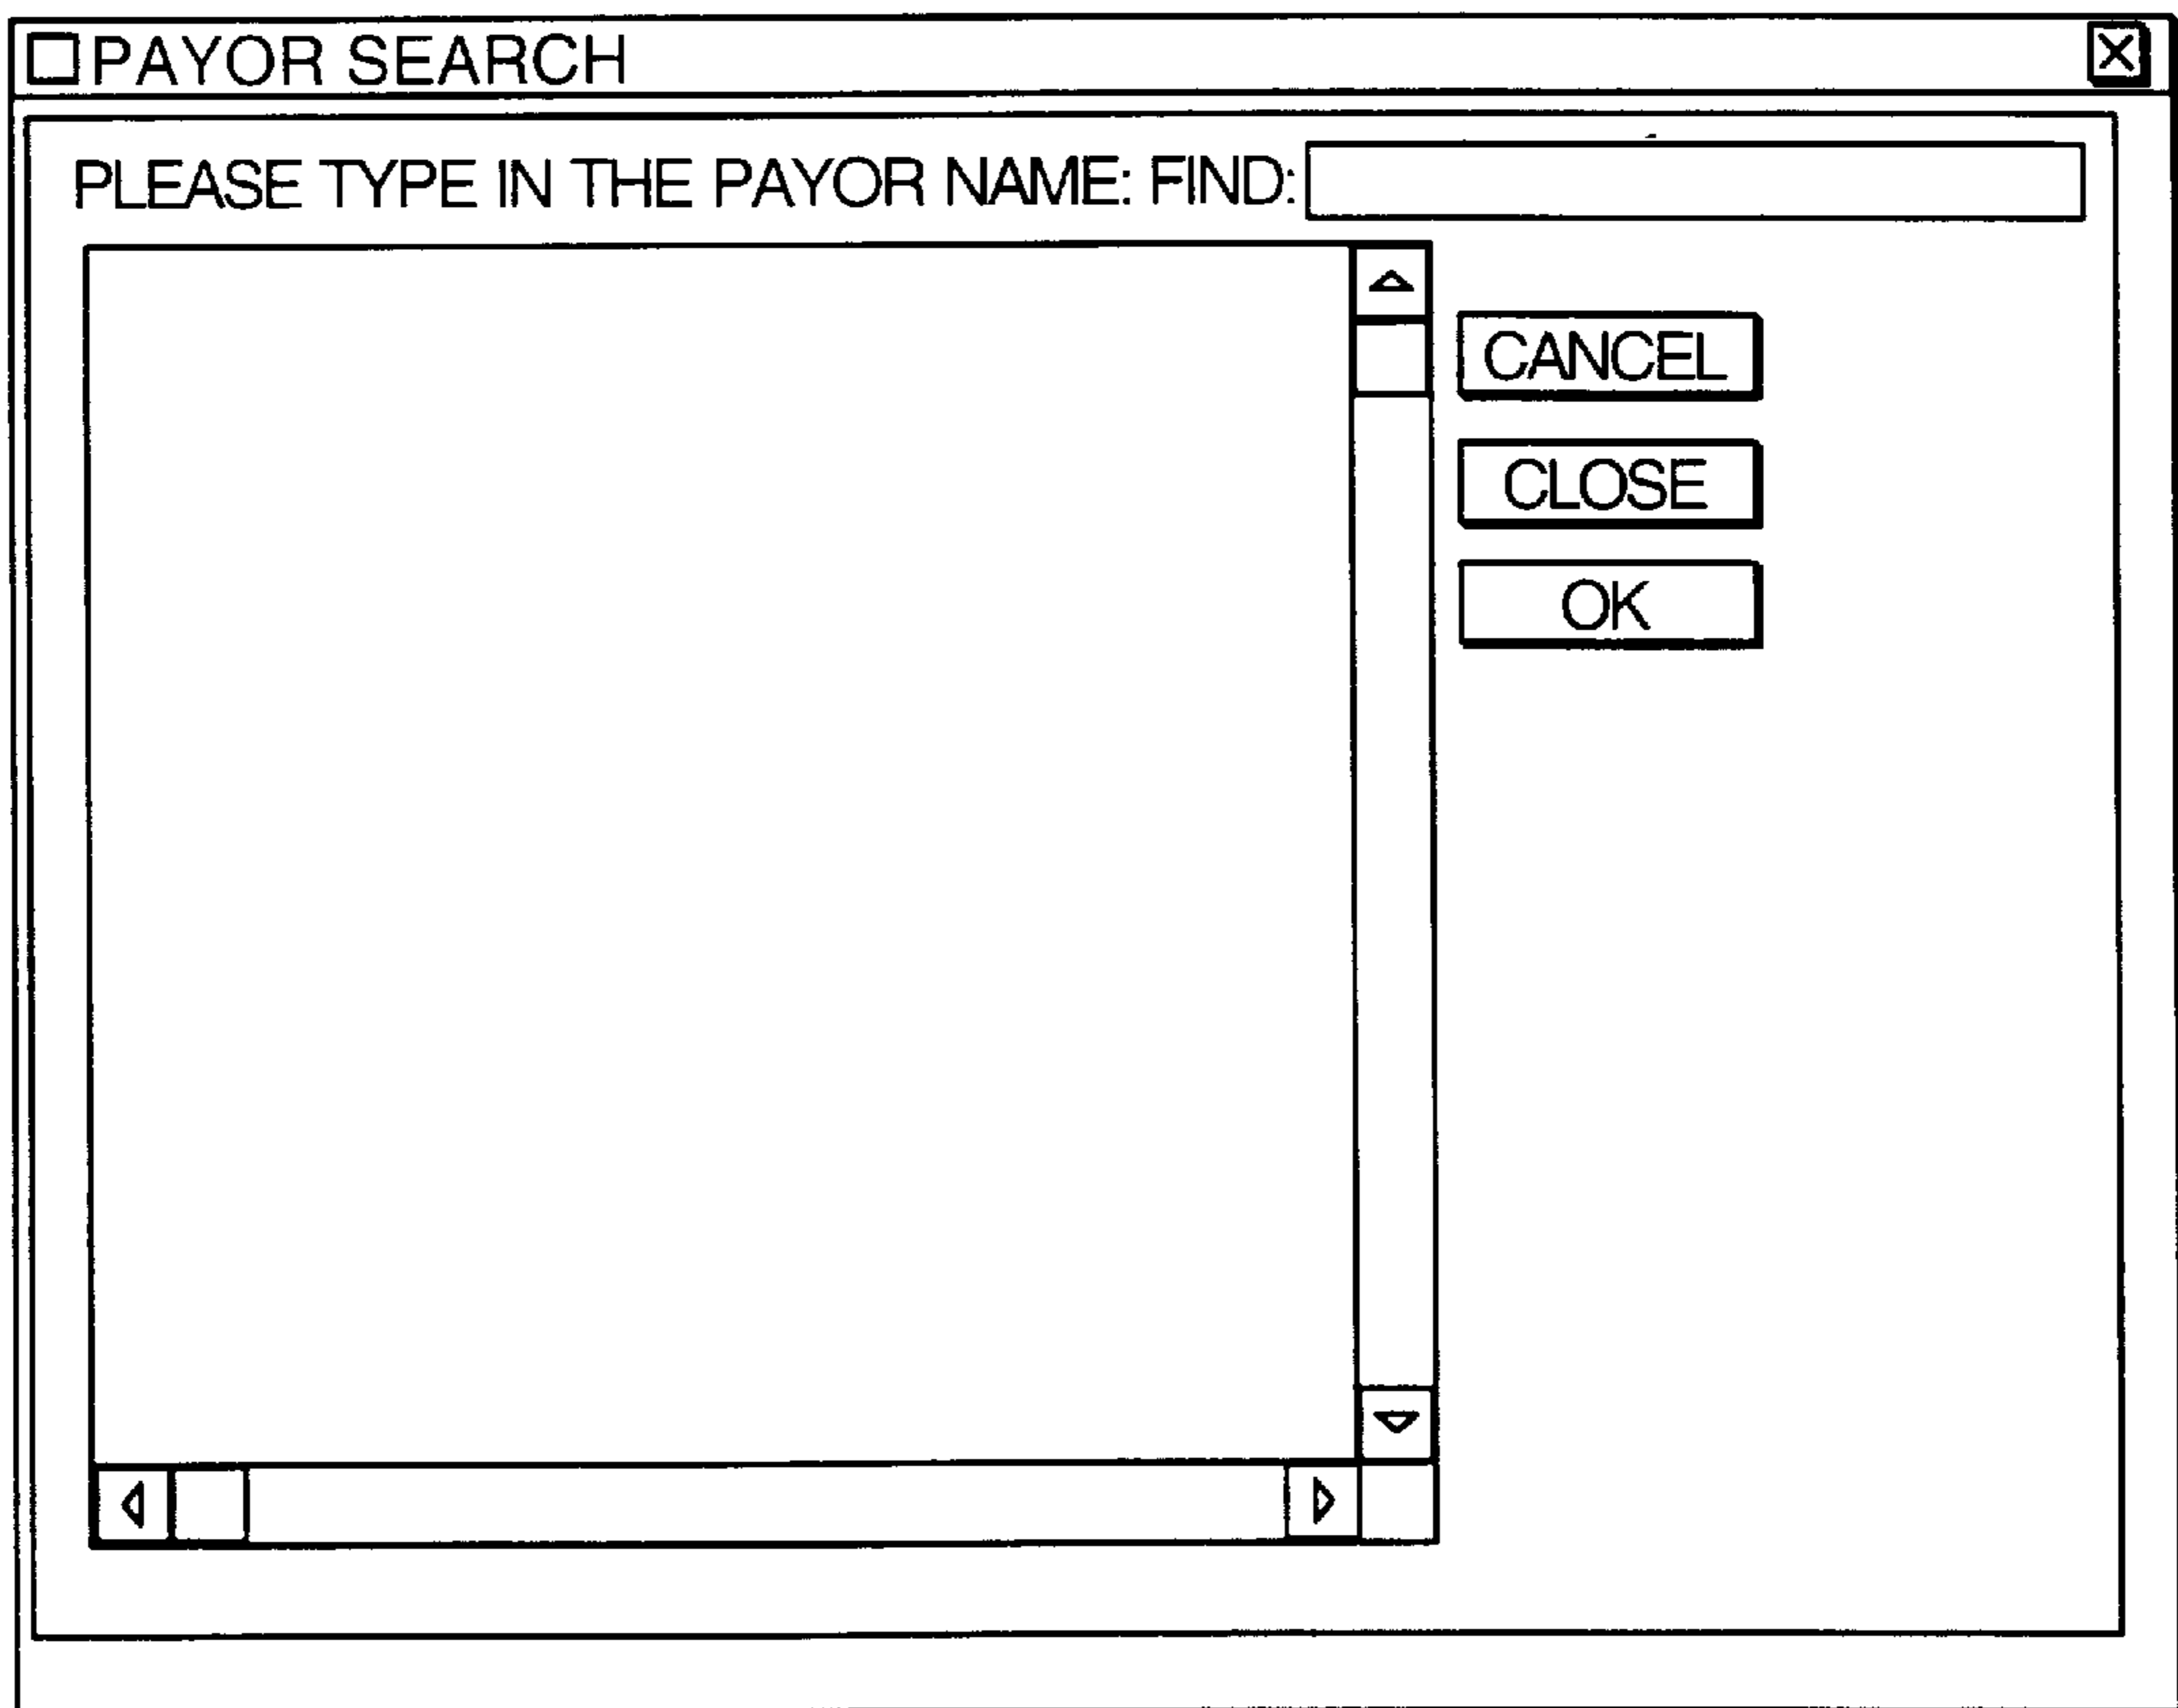 PAYOR SEARCH
PLEASE TYPE IN THE PAYOR NAME: FIND:
CANCEL
CLOSE
OK